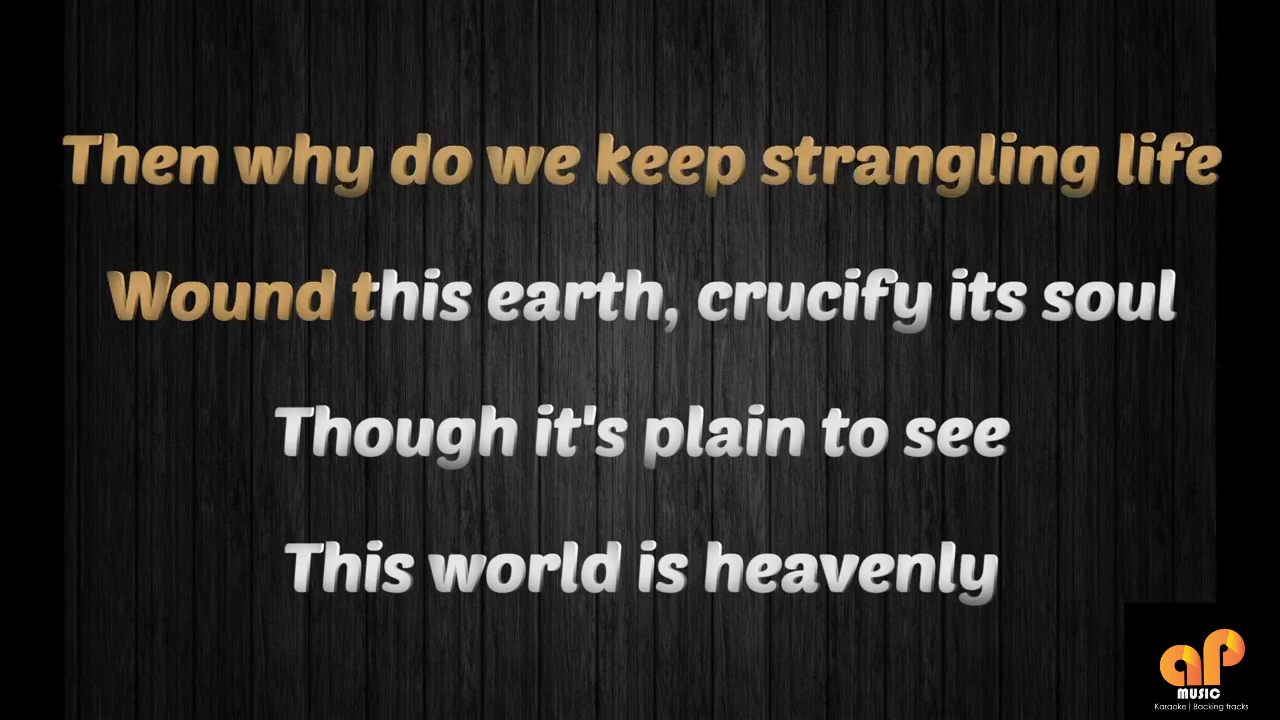 Then why do we keep strangling life
Wound this earth, crucify its soul
Though it's plain to see
This world is heavenly
aP
MUSIC
Karaoke | Backing tracks